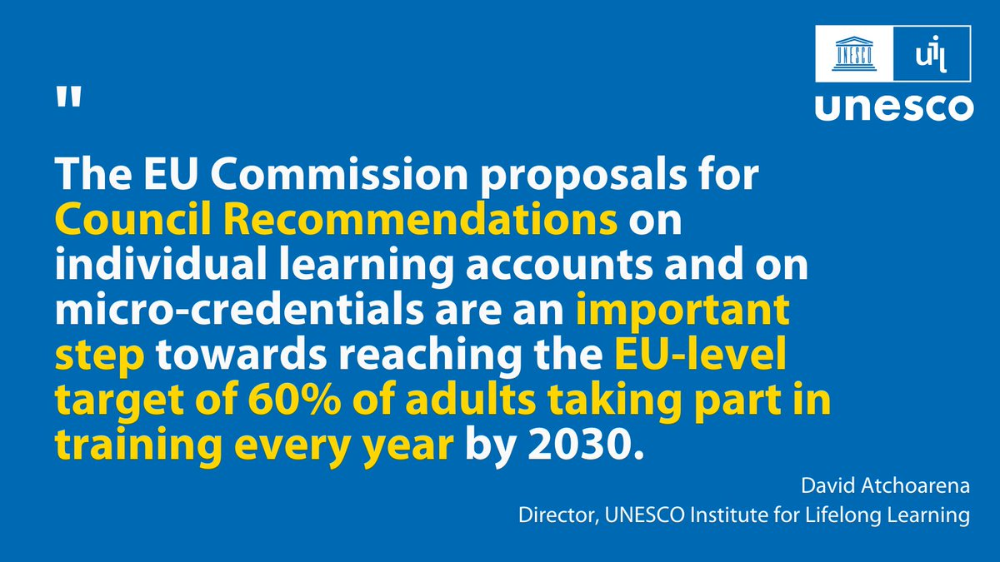 UNESCO
uil
unesco
"
The EU Commission proposals for
Council Recommendations on
individual learning accounts and on
micro-credentials are an important
step towards reaching the EU-level
target of 60% of adults taking part in
training every year by 2030.
David Atchoarena
Director, UNESCO Institute for Lifelong Learning